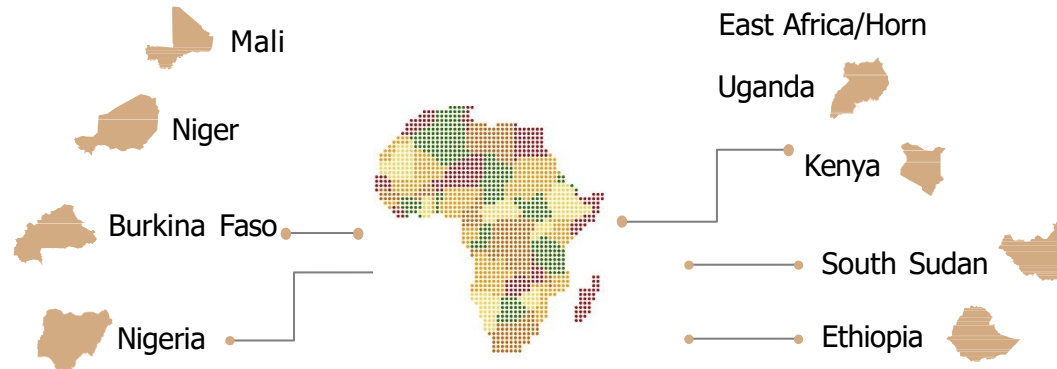 Mali
Niger
Burkina Faso
Nigeria
East Africa/Horn
Uganda
Kenya
South Sudan
Ethiopia